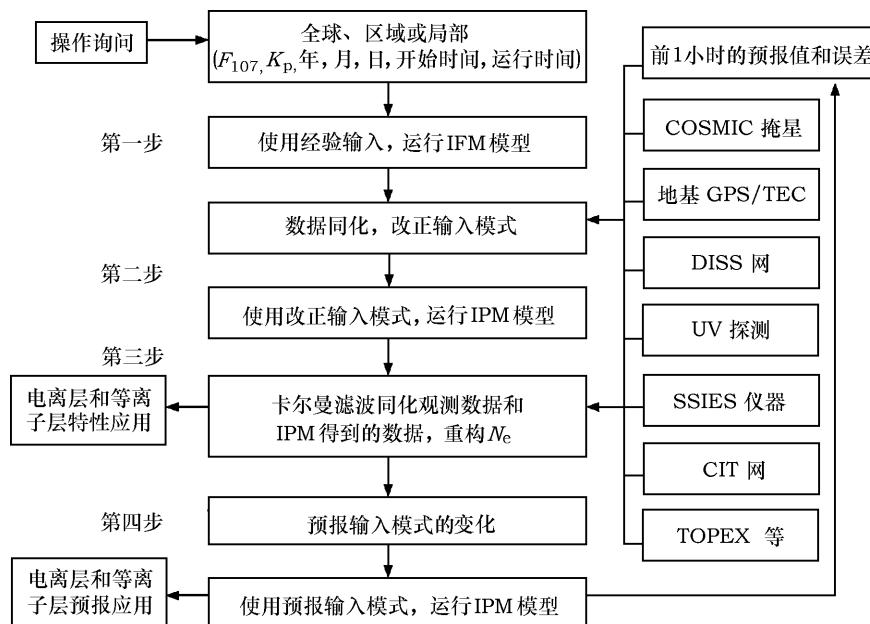 操作询问
全球、区域或局部
(F107, Kp,年,月,日,开始时间,运行时间)
前1小时的预报值和误差
第一步
使用经验输入,运行IFM模型
COSMIC 掩星
地基 GPS/TEC
数据同化,改正输入模式
DISS 网
第二步
使用改正输入模式,运行IPM模型
UV 探测
第三步
电离层和等离
子层特性应用
卡尔曼滤波同化观测数据和
IPM得到的数据,重构Ne
SSIES 仪器
CIT 网
第四步
预报输入模式的变化
TOPEX 等
电离层和等离
子层预报应用
使用预报输入模式,运行IPM模型